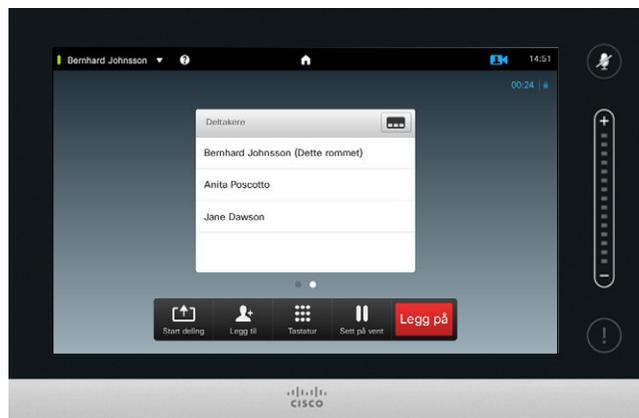 Bernhard Johnsson
?
14:51
00:24
Deltakere
Bernhard Johnsson (Dette rommet)
Anita Poscotto
Jane Dawson
Start deling
Legg til
Tastatur
Sett på vent
Legg på
+
−
!
CISCO